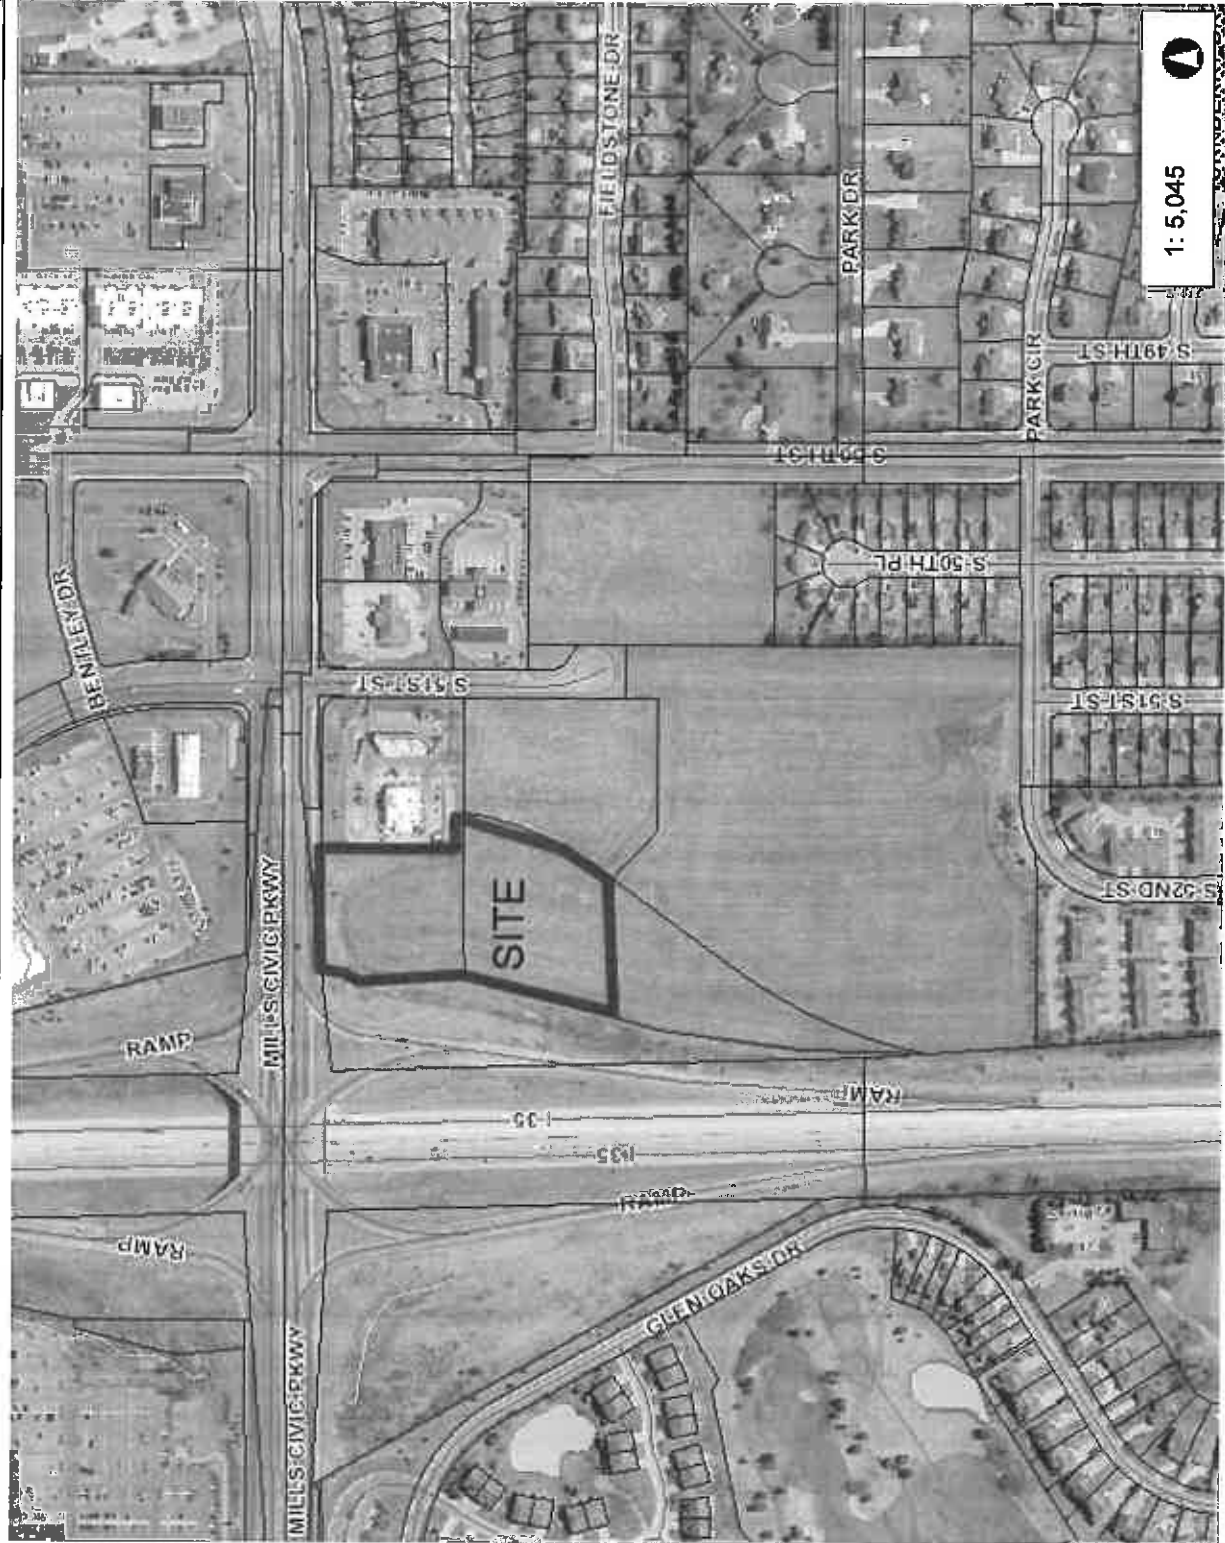 MILLS CIVIC PKWY
MILLS CIVIC PKWY
RAMP
RAMP
RAMP
I-35
I-35
BENTLEY DR
S 51ST ST
SITE
GLEN OAKS DR
S 50TH ST
S 50TH PL
FIELDSTONE DR
PARK DR
PARK CIR
S 49TH ST
S 51ST ST
S 52ND ST
1: 5,045